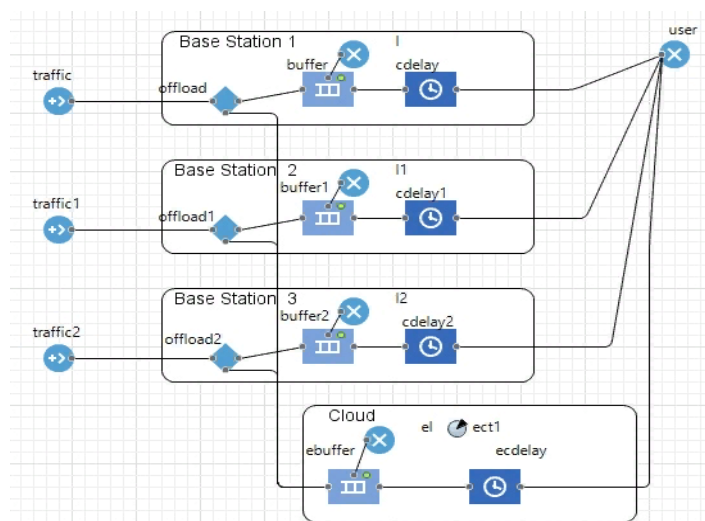 user
Base Station 1
l
buffer
cdelay
traffic
offload
Base Station 2
l1
buffer1
cdelay1
traffic1
offload1
Base Station 3
l2
buffer2
cdelay2
traffic2
offload2
Cloud
el
ect1
ebuffer
ecdelay